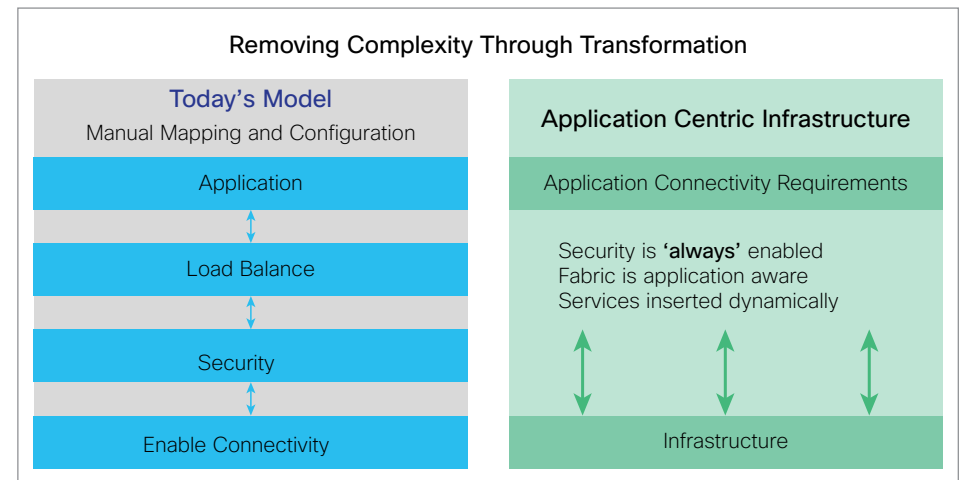 Removing Complexity Through Transformation
Today's Model
Manual Mapping and Configuration
Application
Load Balance
Security
Enable Connectivity
Application Centric Infrastructure
Application Connectivity Requirements
Security is ‘always’ enabled
Fabric is application aware
Services inserted dynamically
Infrastructure